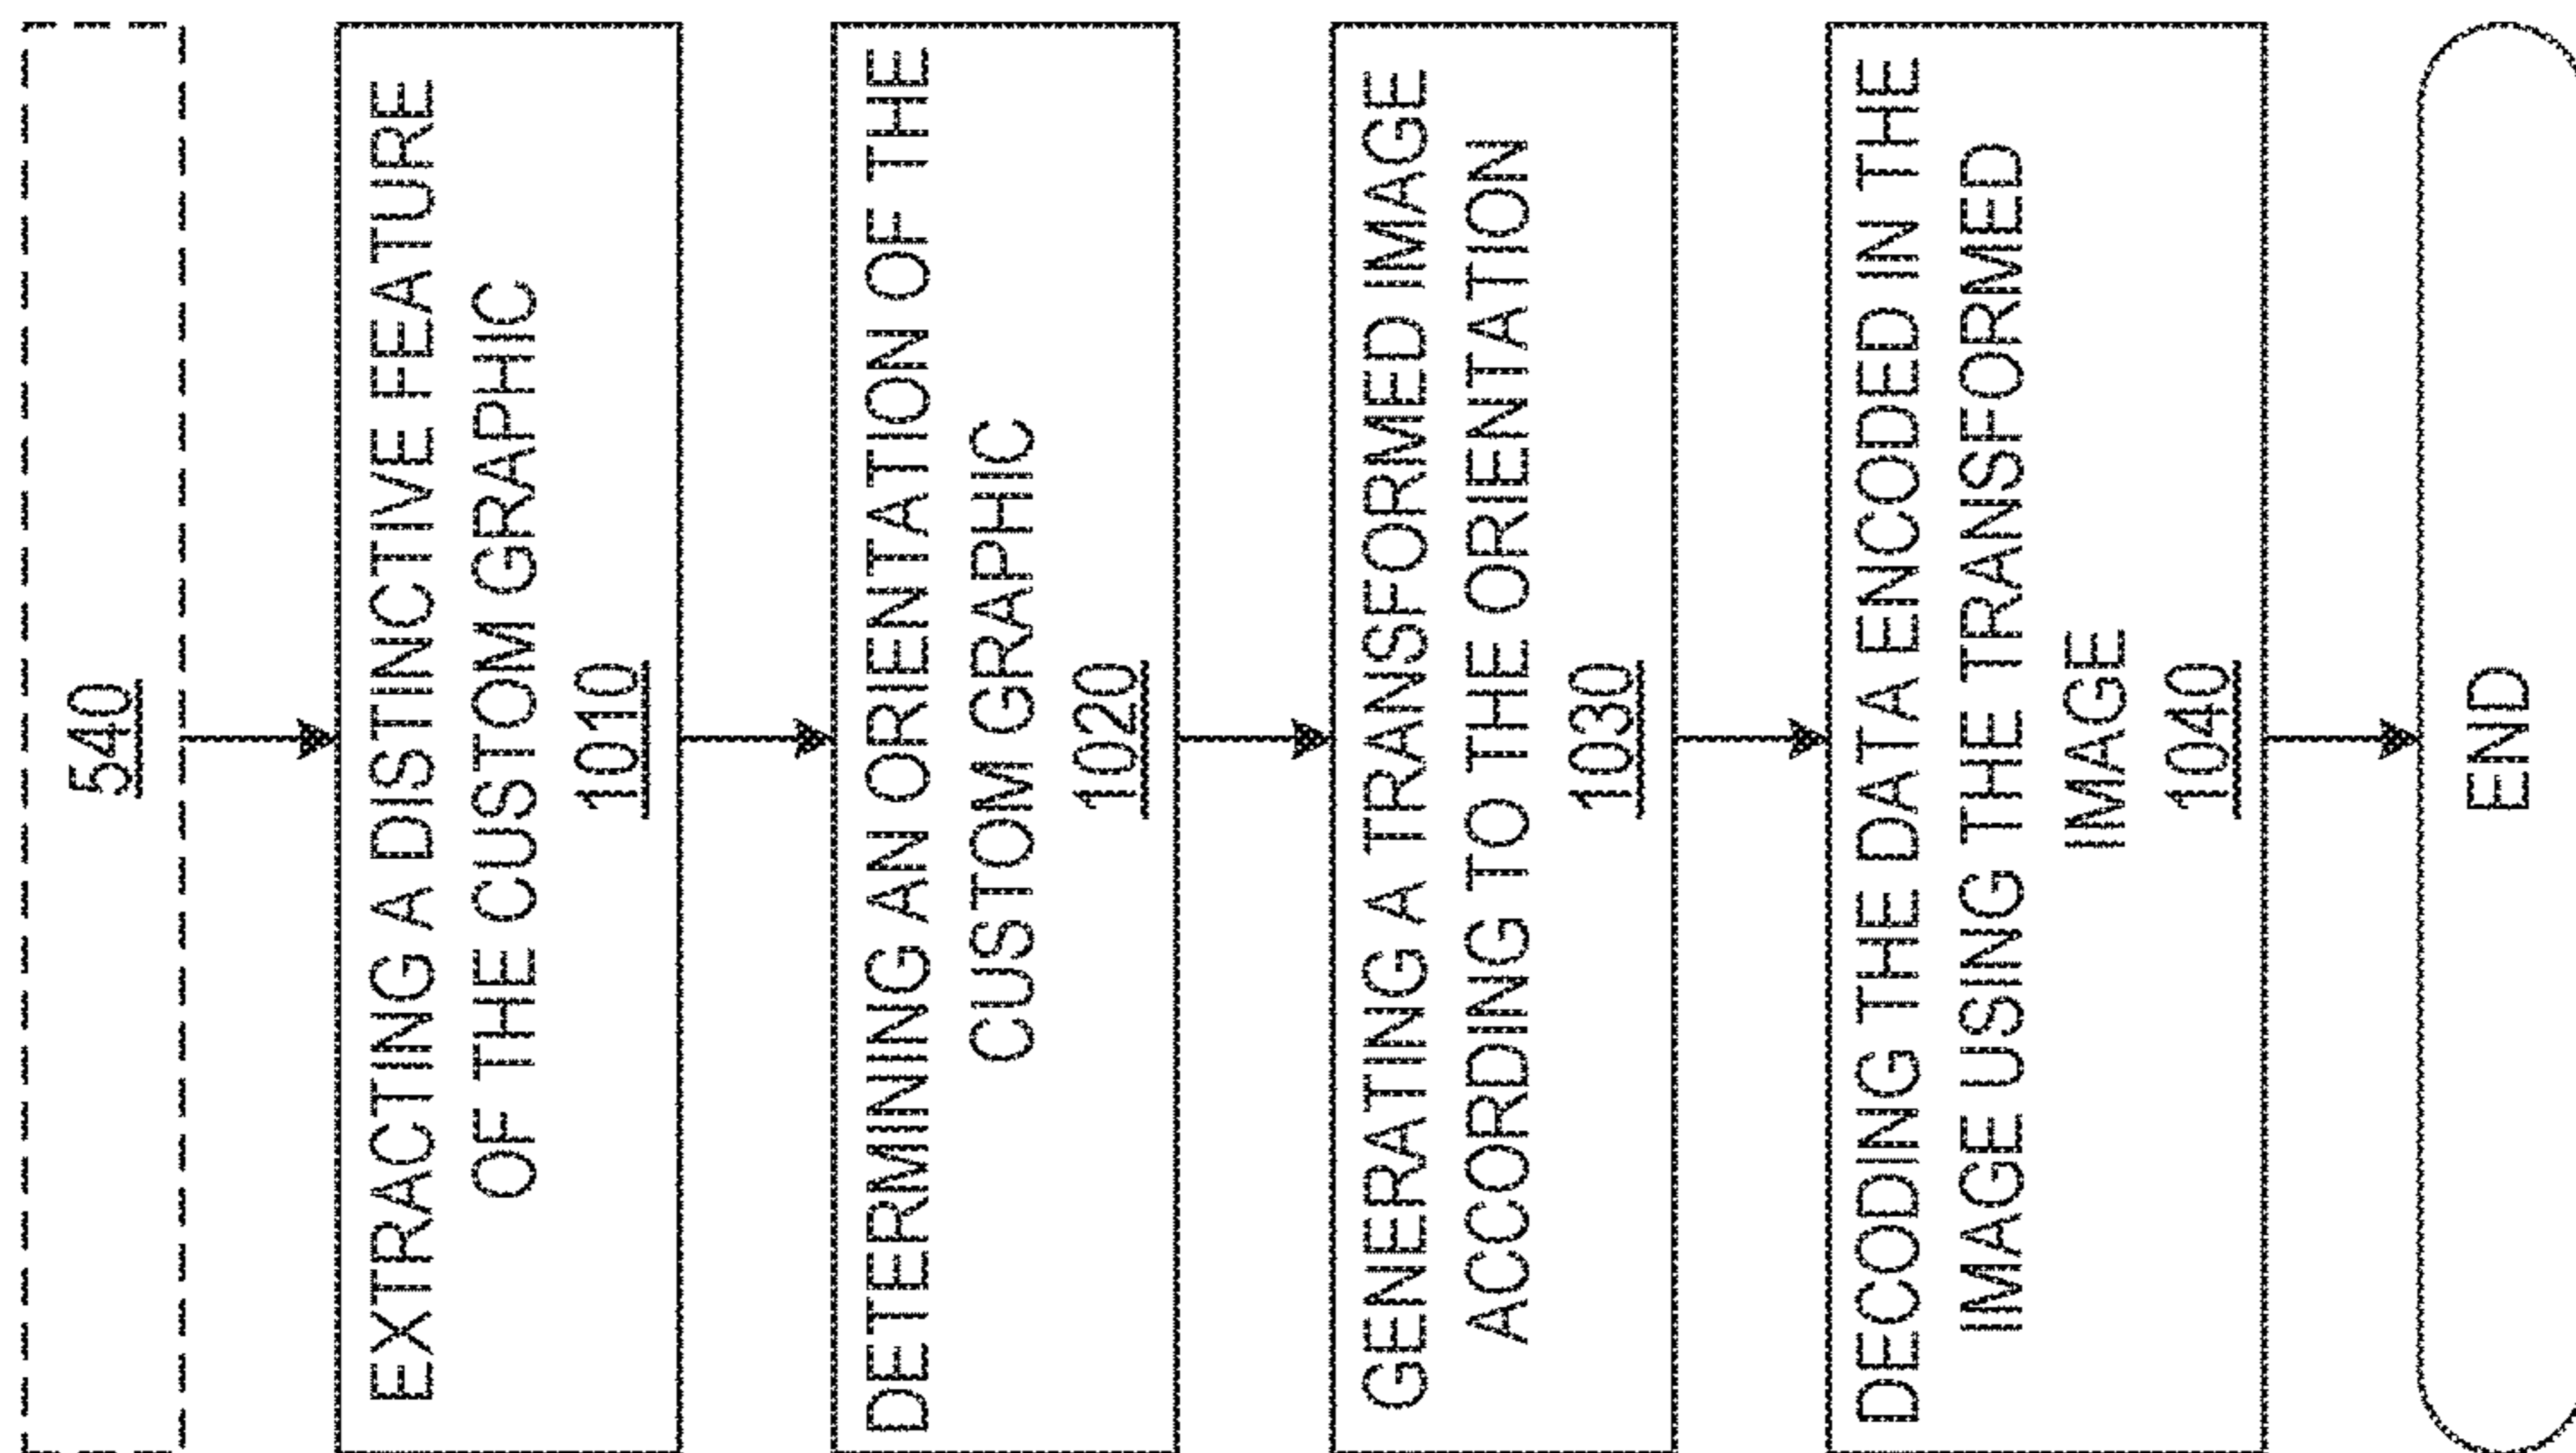 540
EXTRACTING A DISTINCTIVE FEATURE
OF THE CUSTOM GRAPHIC
1010
DETERMINING AN ORIENTATION OF THE
CUSTOM GRAPHIC
1020
GENERATING A TRANSFORMED IMAGE
ACCORDING TO THE ORIENTATION
1030
DECODING THE DATA ENCODED IN THE
IMAGE USING THE TRANSFORMED
IMAGE
1040
END